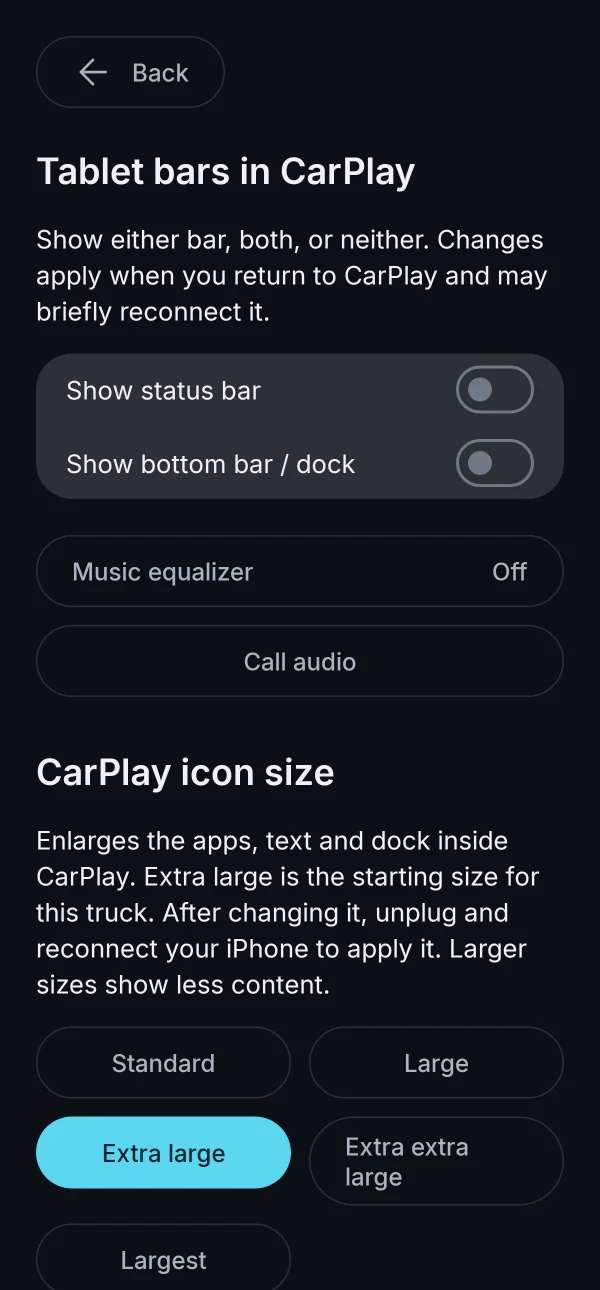 Back
Tablet bars in CarPlay
Show either bar, both, or neither. Changes
apply when you return to CarPlay and may
briefly reconnect it.
Show status bar
Show bottom bar / dock
Music equalizer Off
Call audio
CarPlay icon size
Enlarges the apps, text and dock inside
CarPlay. Extra large is the starting size for
this truck. After changing it, unplug and
reconnect your iPhone to apply it. Larger
sizes show less content.
Standard Large
Extra large
Extra extra
large
Largest